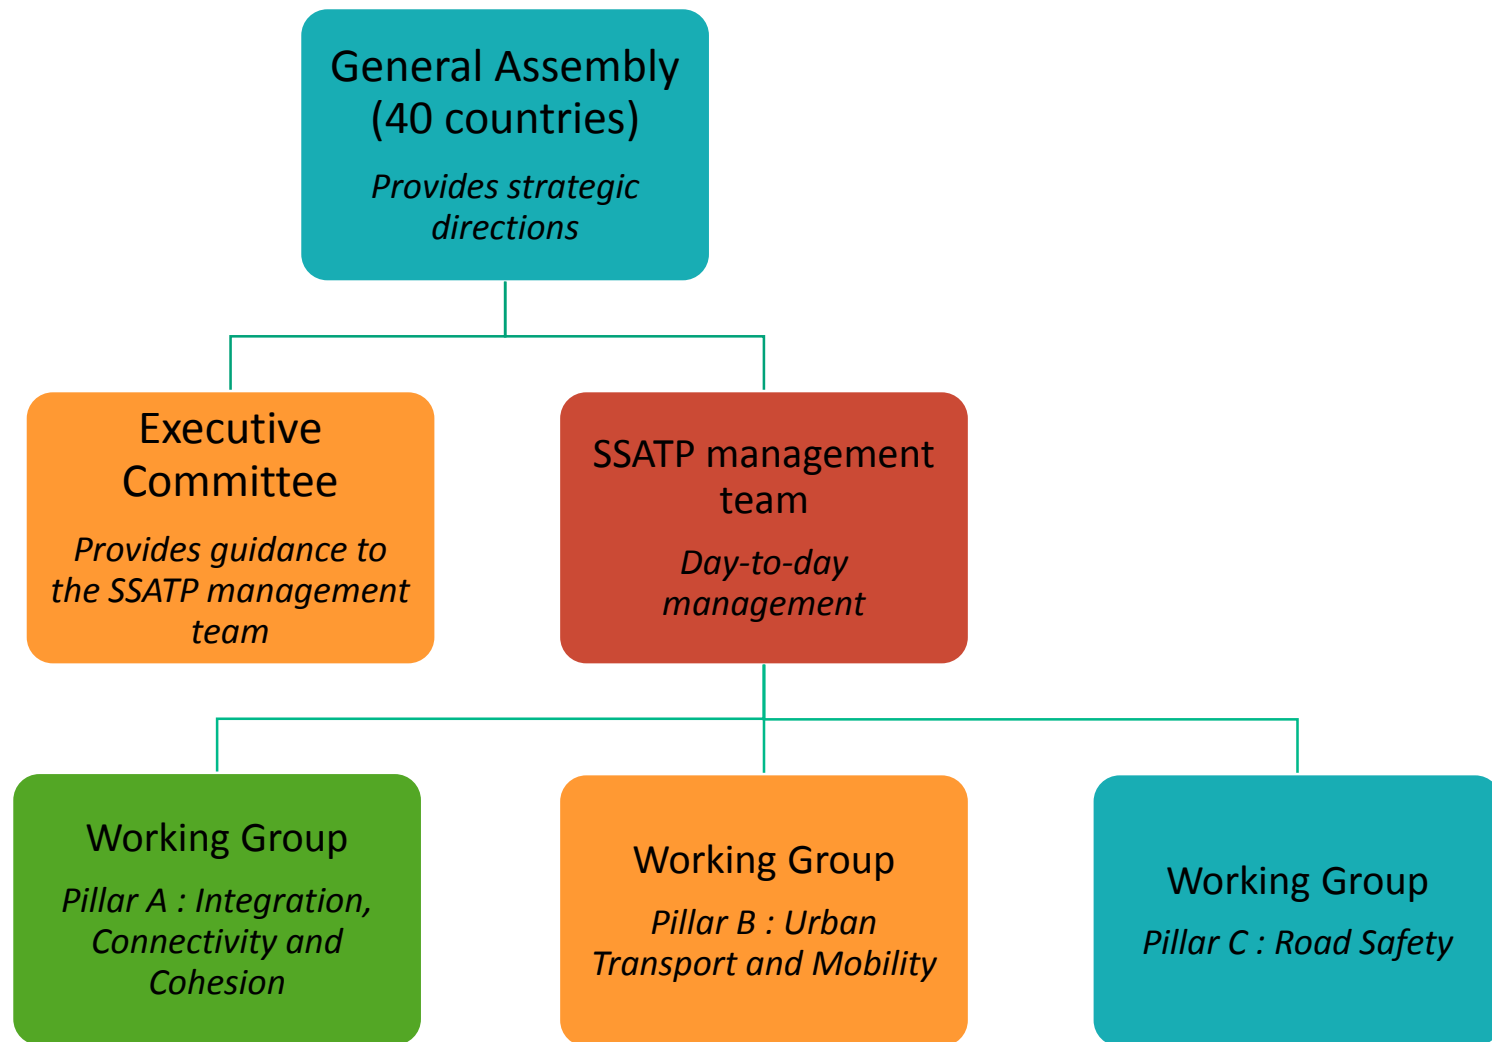 General Assembly
(40 countries)
Provides strategic
directions
Executive
Committee
Provides guidance to
the SSATP management
team
SSATP management
team
Day-to-day
management
Working Group
Pillar A : Integration,
Connectivity and
Cohesion
Working Group
Pillar B : Urban
Transport and Mobility
Working Group
Pillar C : Road Safety